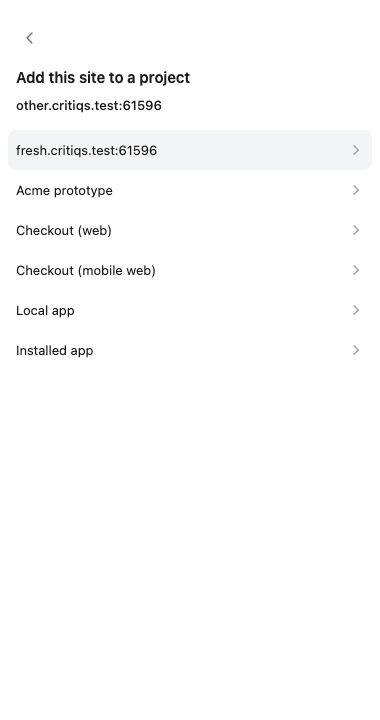 Add this site to a project
other.critiqs.test:61596
fresh.critiqs.test:61596
Acme prototype
Checkout (web)
Checkout (mobile web)
Local app
Installed app